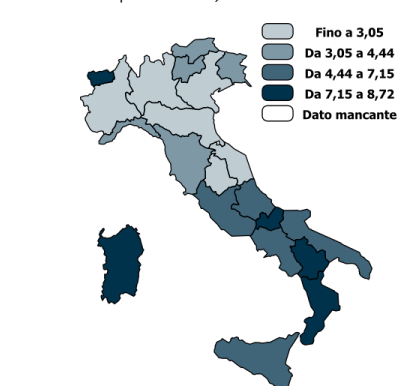 Fino a 3,05
Da 3,05 a 4,44
Da 4,44 a 7,15
Da 7,15 a 8,72
Dato mancante